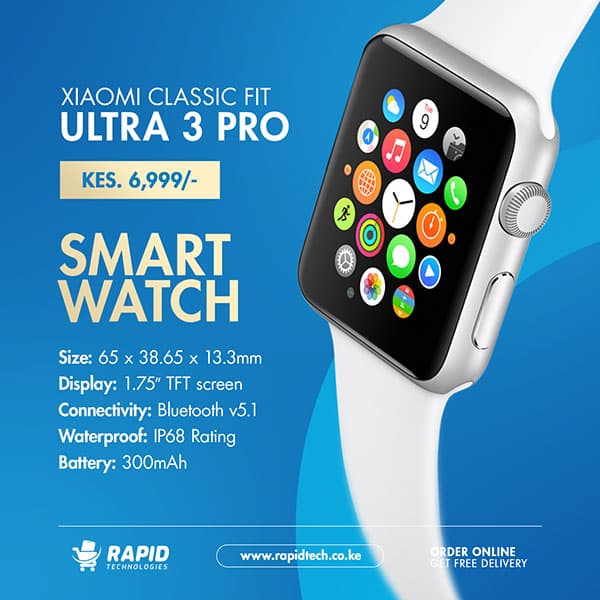 XIAOMI CLASSIC FIT
ULTRA 3 PRO
KES. 6,999/-
SMART
WATCH
Size: 65 x 38.65 x 13.3mm
Display: 1.75" TFT screen
Connectivity: Bluetooth v5.1
Waterproof: IP68 Rating
Battery: 300mAh
Tue
9
RAPID
TECHNOLOGIES
www.rapidtech.co.ke
ORDER ONLINE
GET FREE DELIVERY